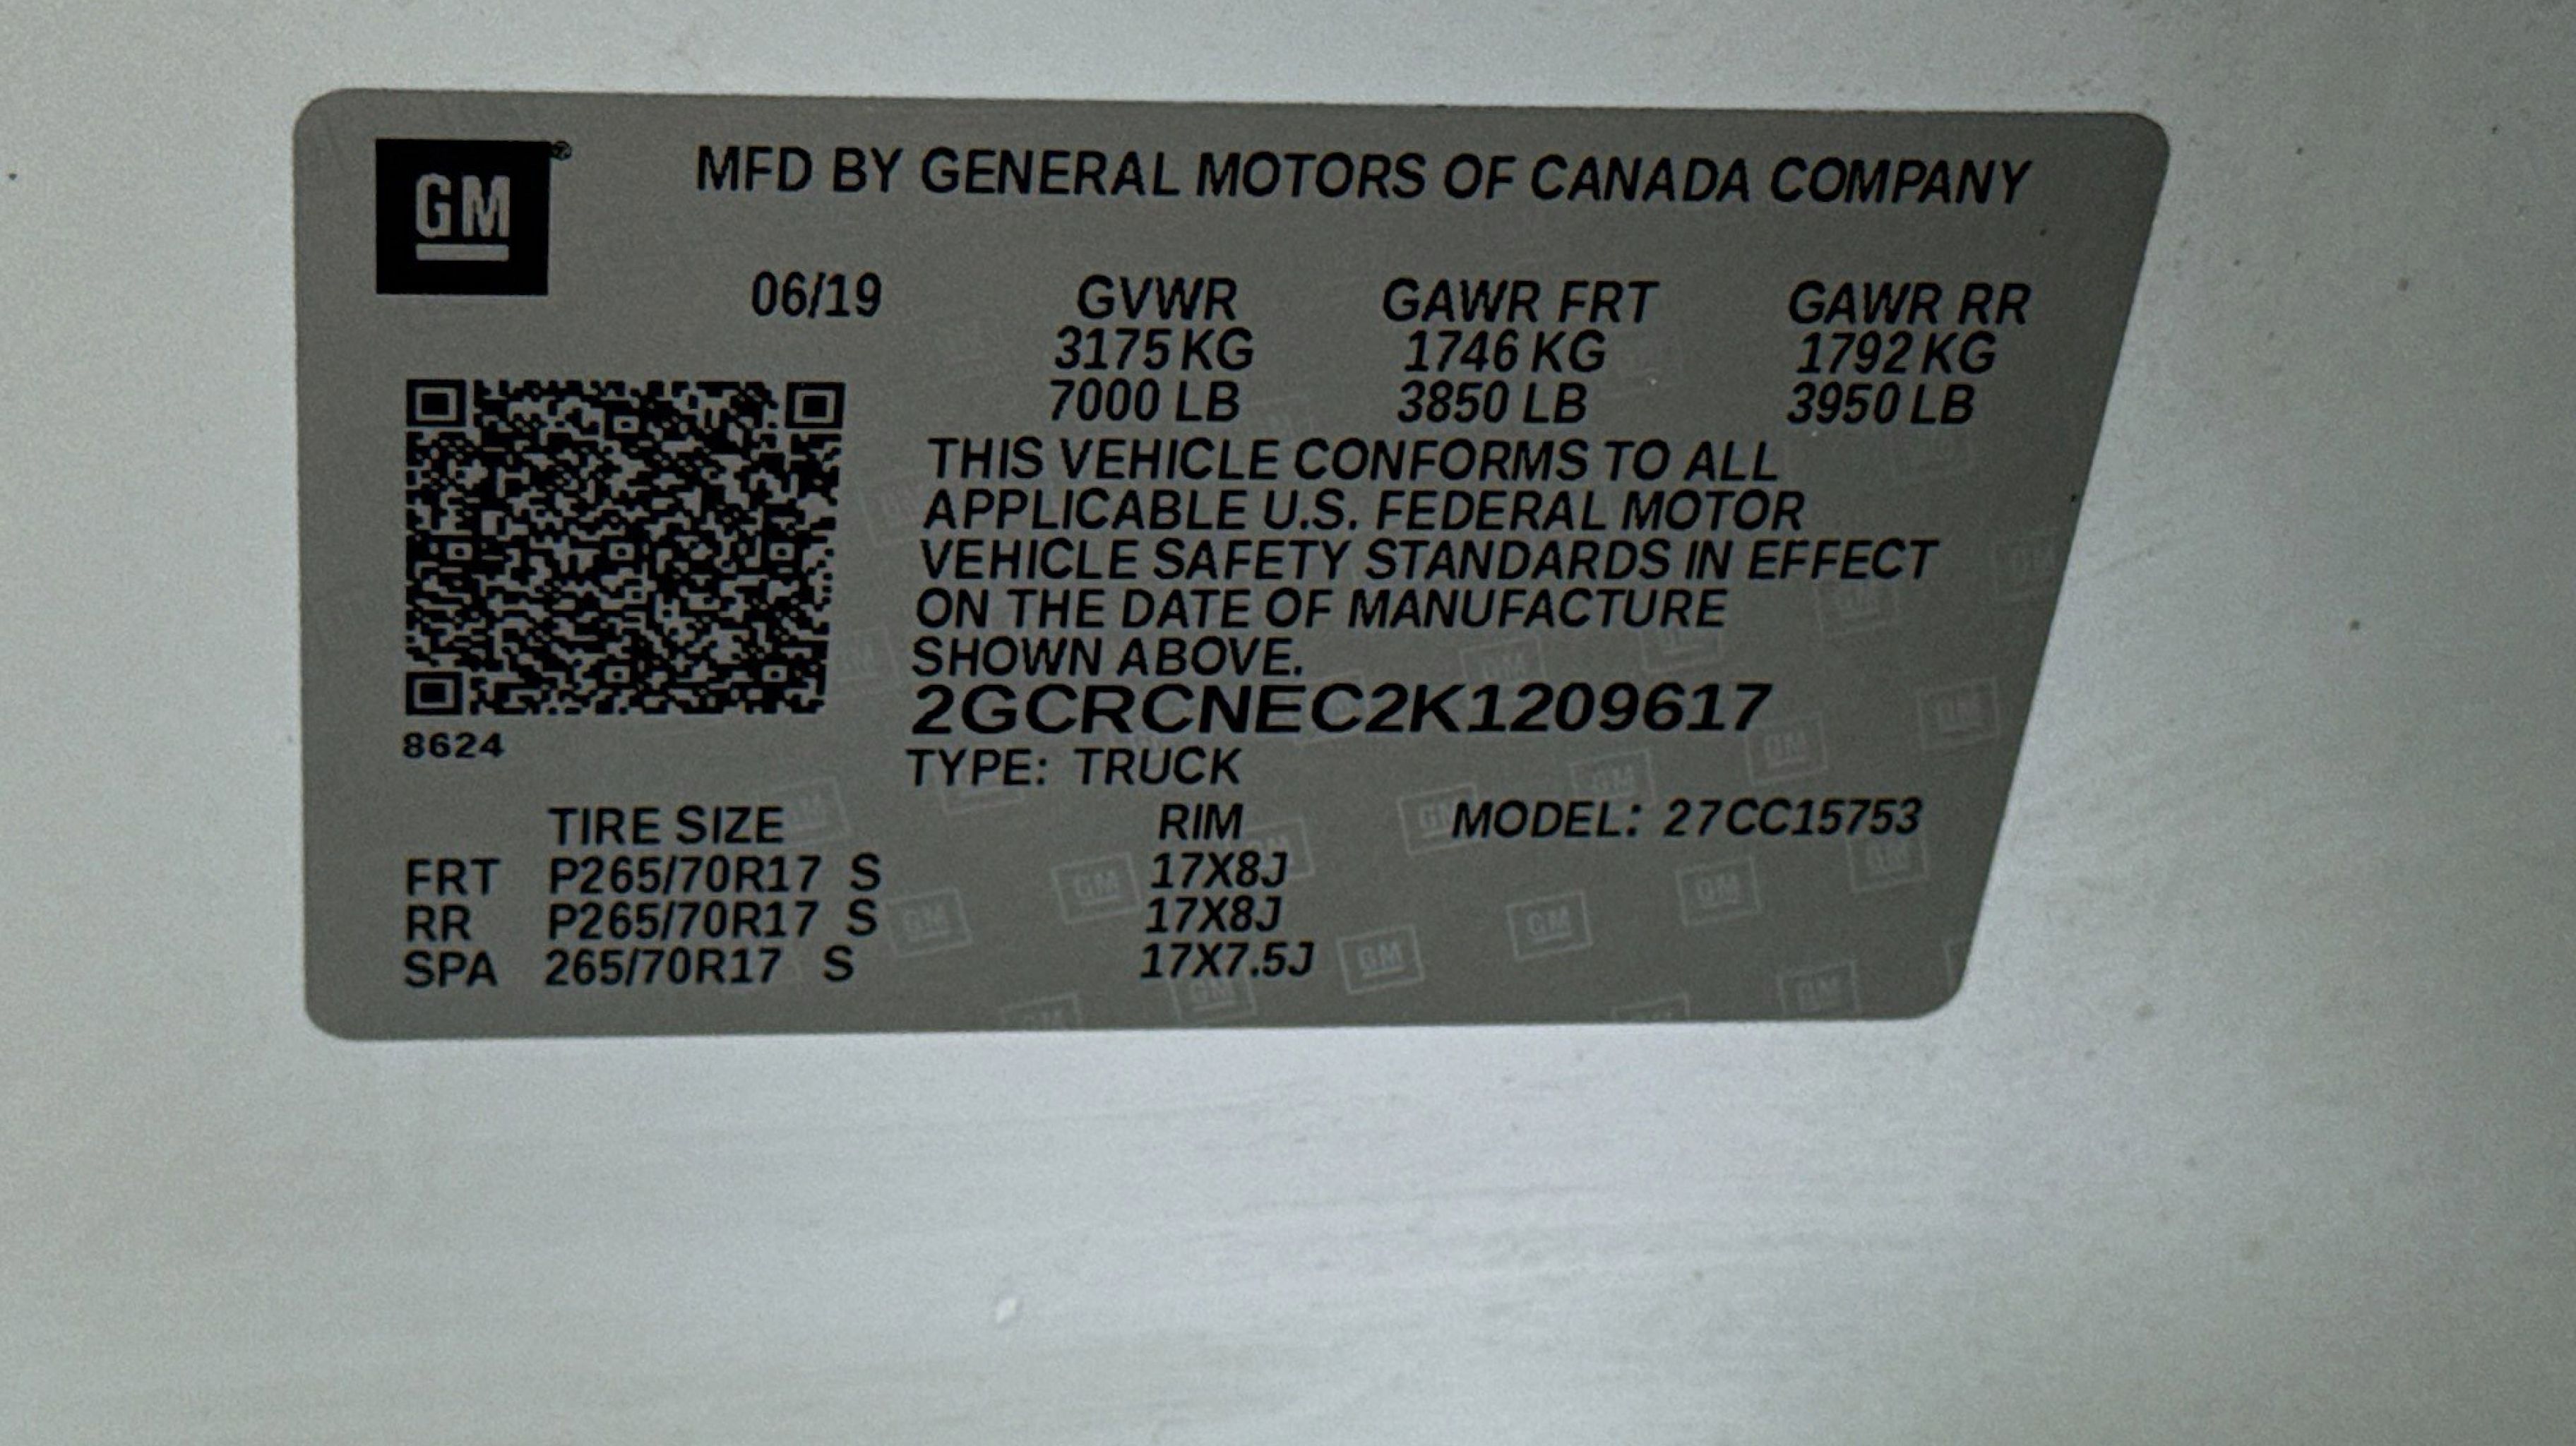 GM
MFD BY GENERAL MOTORS OF CANADA COMPANY
06/19 GVWR GAWR FRT GAWR RR
3175 KG 1746 KG 1792 KG
7000 LB 3850 LB 3950 LB
THIS VEHICLE CONFORMS TO ALL
APPLICABLE U.S. FEDERAL MOTOR
VEHICLE SAFETY STANDARDS IN EFFECT
ON THE DATE OF MANUFACTURE
SHOWN ABOVE.
2GCRCNEC2K1209617
8624
TYPE: TRUCK
TIRE SIZE RIM MODEL: 27CC15753
FRT P265/70R17 S 17X8J
RR P265/70R17 S 17X8J
SPA 265/70R17 S 17X7.5J